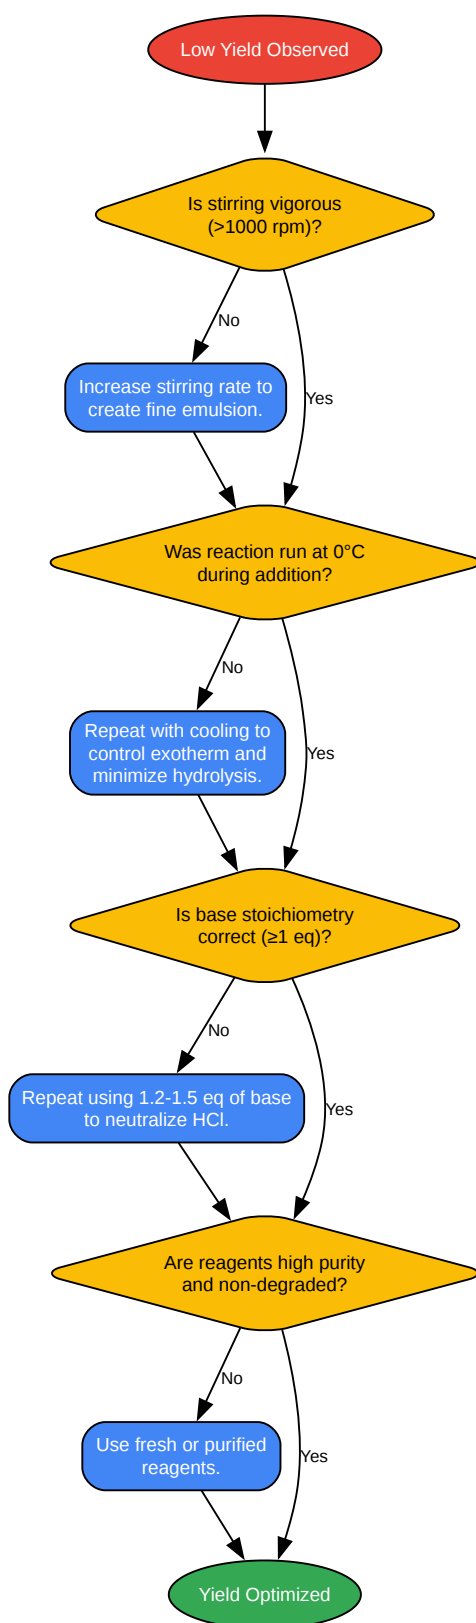 Low Yield Observed
Is stirring vigorous
(>1000 rpm)?
No
Increase stirring rate to
create fine emulsion.
Yes
Was reaction run at 0°C
during addition?
No
Repeat with cooling to
control exotherm and
minimize hydrolysis.
Yes
Is base stoichiometry
correct (≥1 eq)?
No
Repeat using 1.2-1.5 eq of base
to neutralize HCl.
Yes
Are reagents high purity
and non-degraded?
No
Use fresh or purified
reagents.
Yes
Yield Optimized